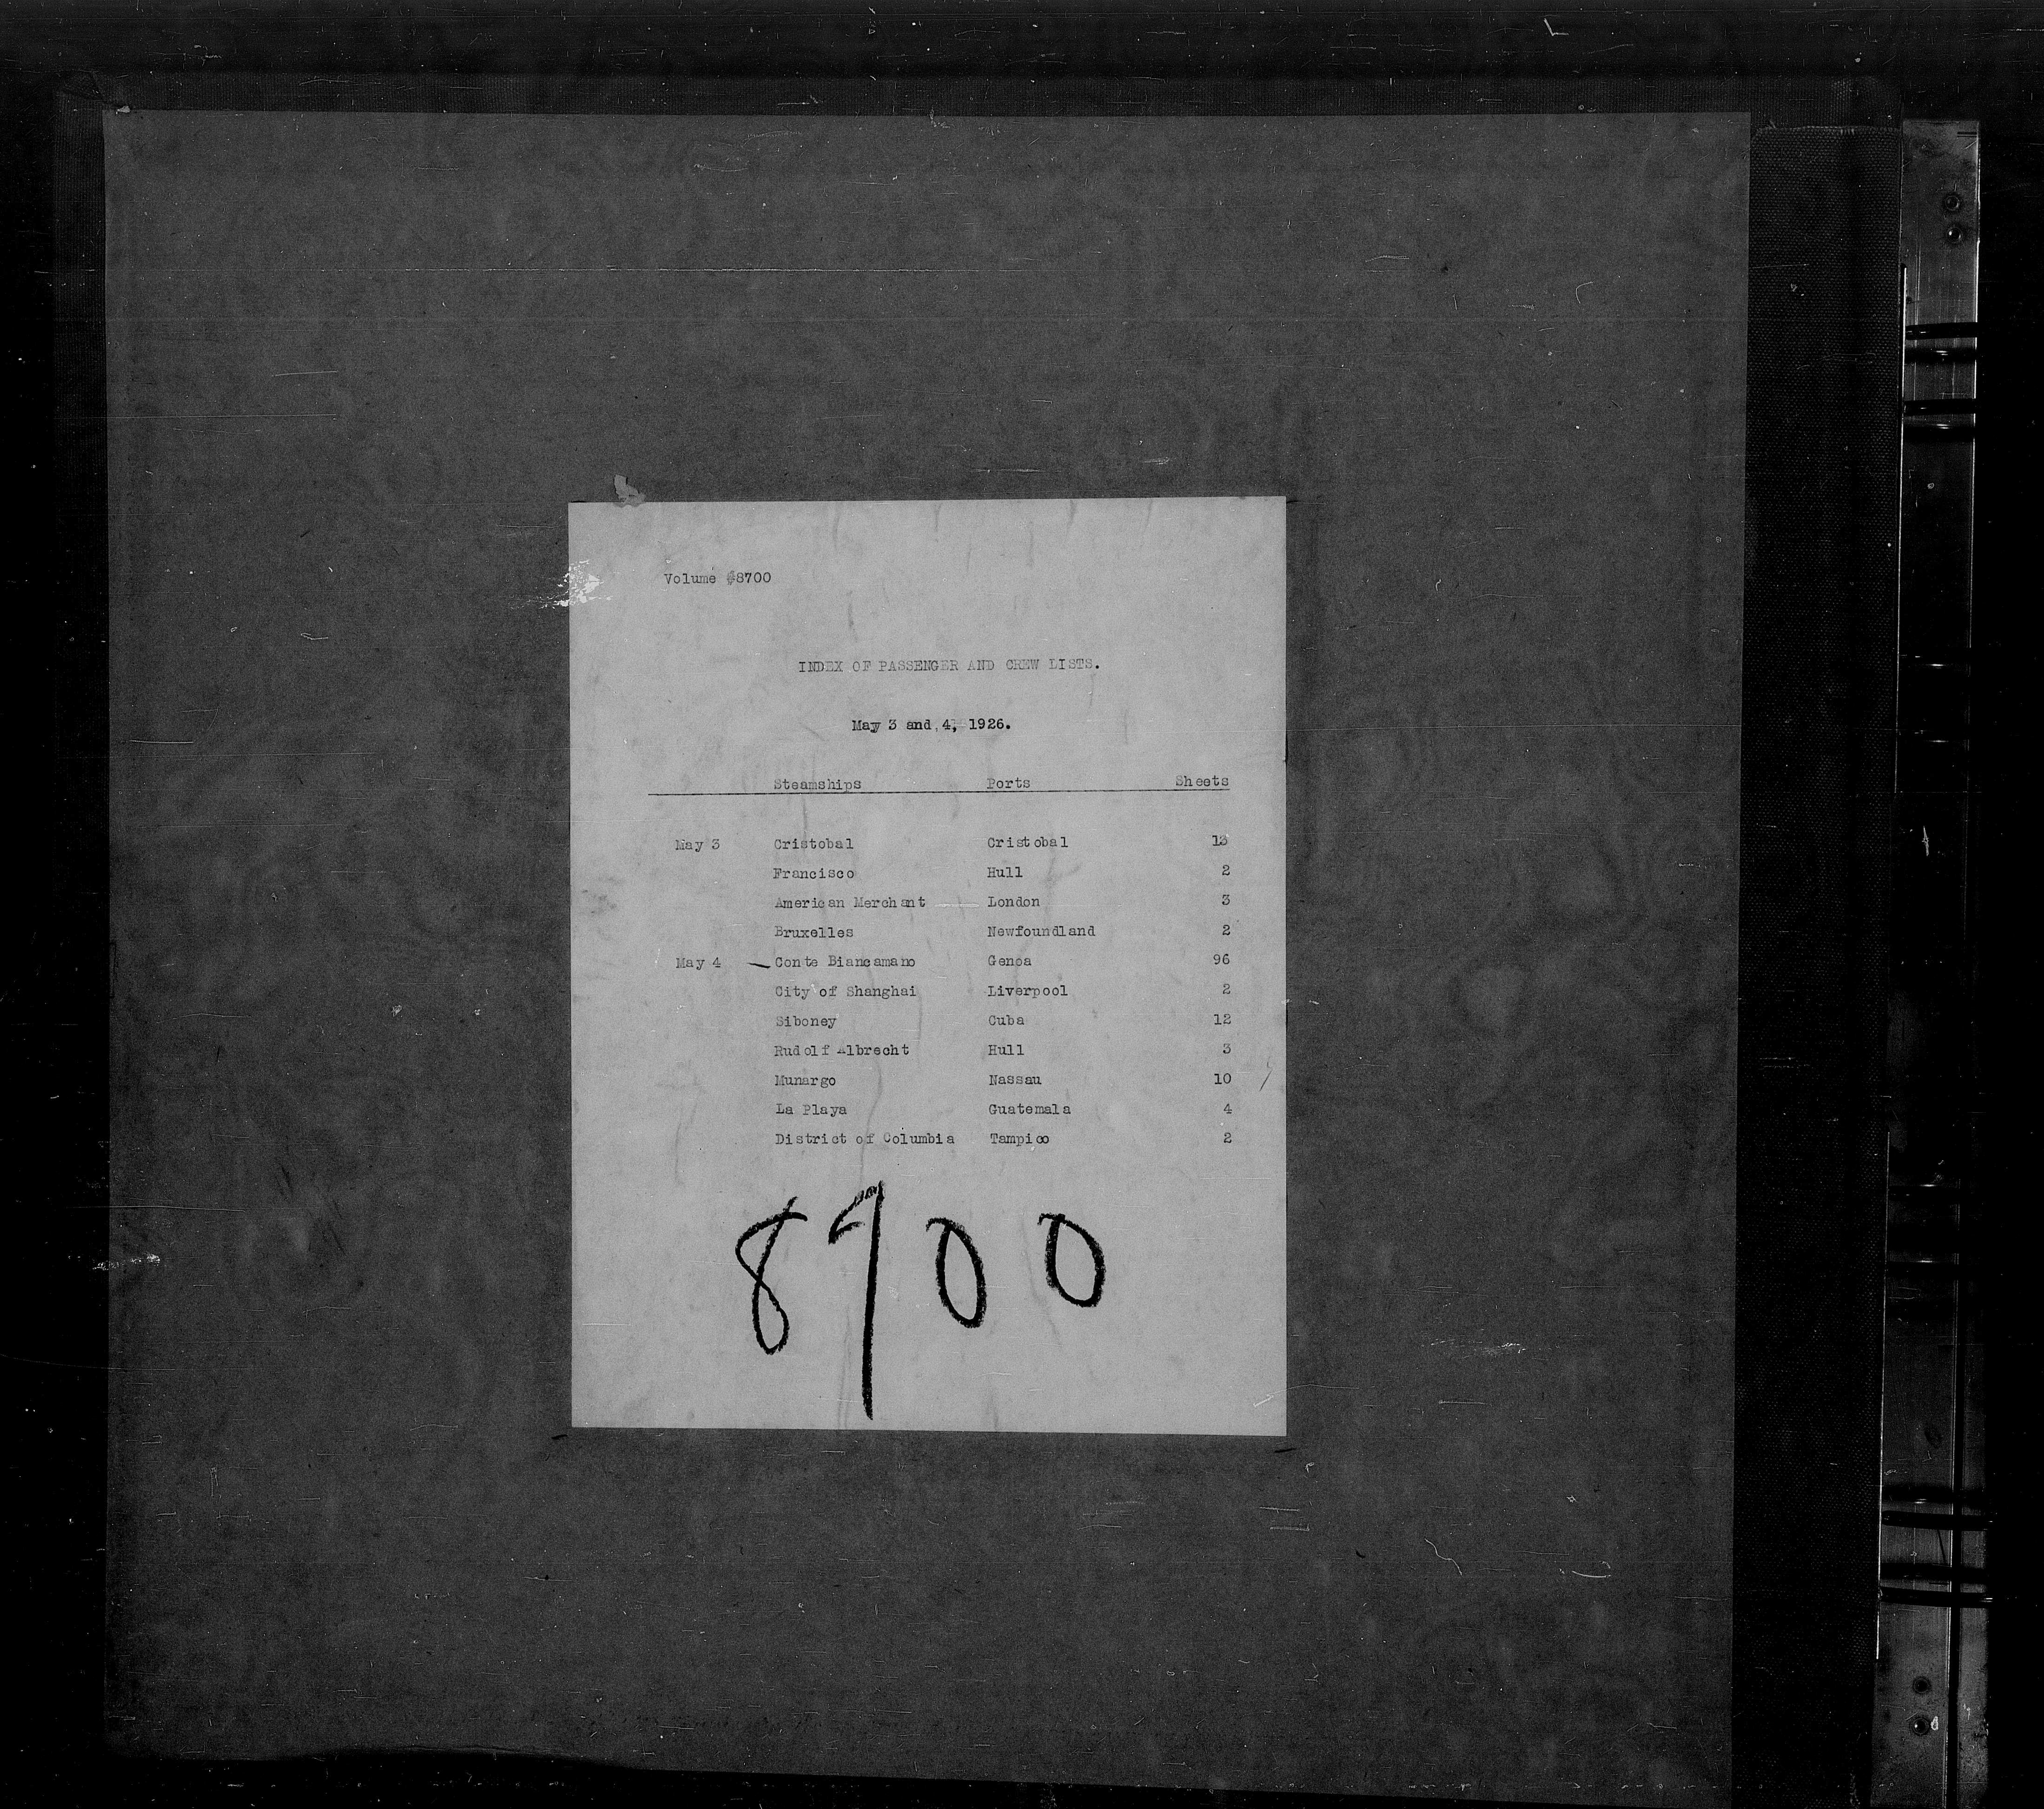 Volume #8700
INDEX OF PASSENGER AND CREW LISTS.
May 3 and 4, 1926.
Steamships Ports Sheets
May 3 Cristobal Cristobal 13
Francisco Hull 2
American Merchant London 3
Bruxelles Newfoundland 2
May 4 Conte Biancamano Genoa 96
City of Shanghai Liverpool 2
Siboney Cuba 12
Rudolf Albrecht Hull 3
Munargo Nassau 10
La Playa Guatemala 4
District of Columbia Tampico 2
8700